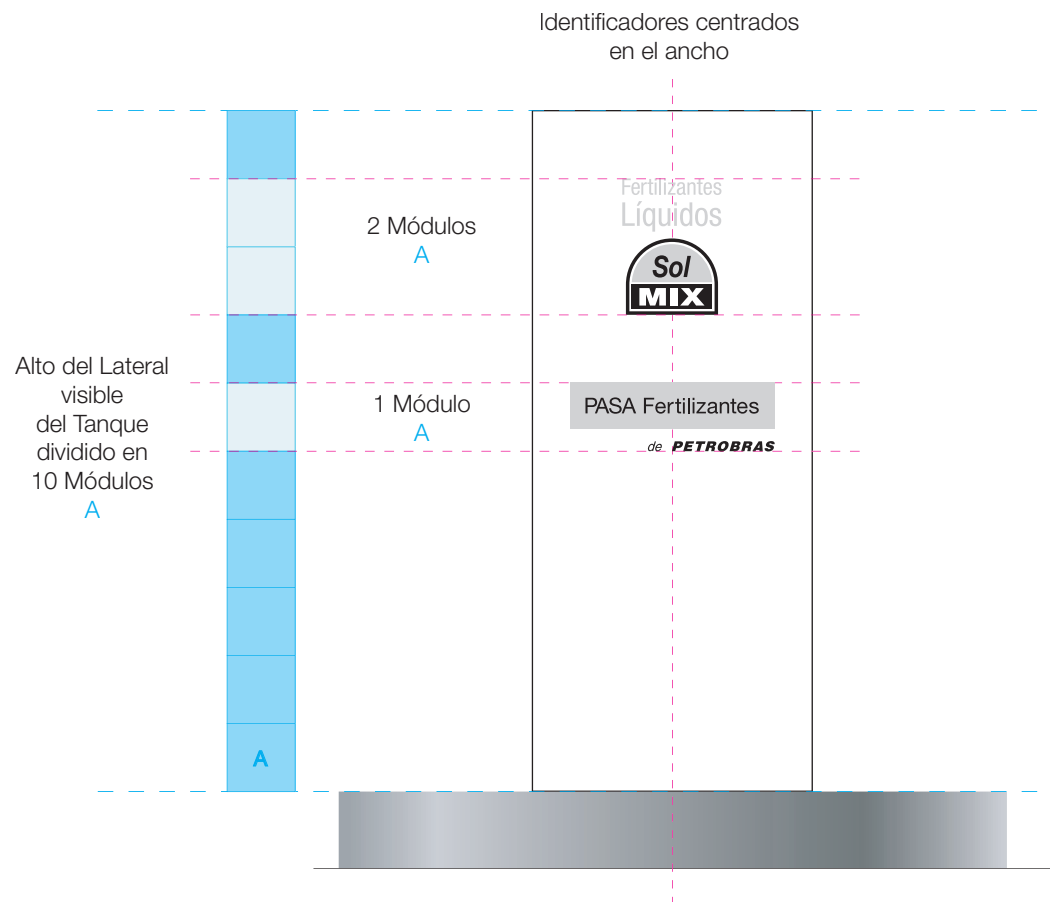 Identificadores centrados
en el ancho
Fertilizantes
Líquidos
2 Módulos
A
Sol
MIX
Alto del Lateral
visible
del Tanque
dividido en
10 Módulos
A
1 Módulo
A
PASA Fertilizantes
de PETROBRAS
A